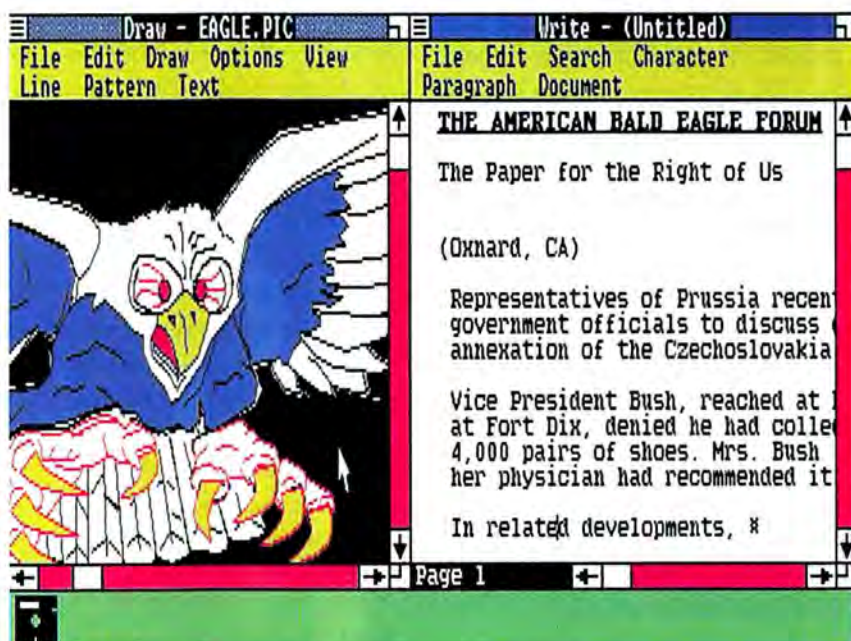 Draw - EAGLE.PIC
File Edit Draw Options View
Line Pattern Text
Write - (Untitled)
File Edit Search Character
Paragraph Document
THE AMERICAN BALD EAGLE FORUM
The Paper for the Right of Us
(Oxnard, CA)
Representatives of Prussia recen
government officials to discuss
annexation of the Czechoslovakia
Vice President Bush, reached at
at Fort Dix, denied he had colle
4,000 pairs of shoes. Mrs. Bush
her physician had recommended it
In related developments, ¤
Page 1